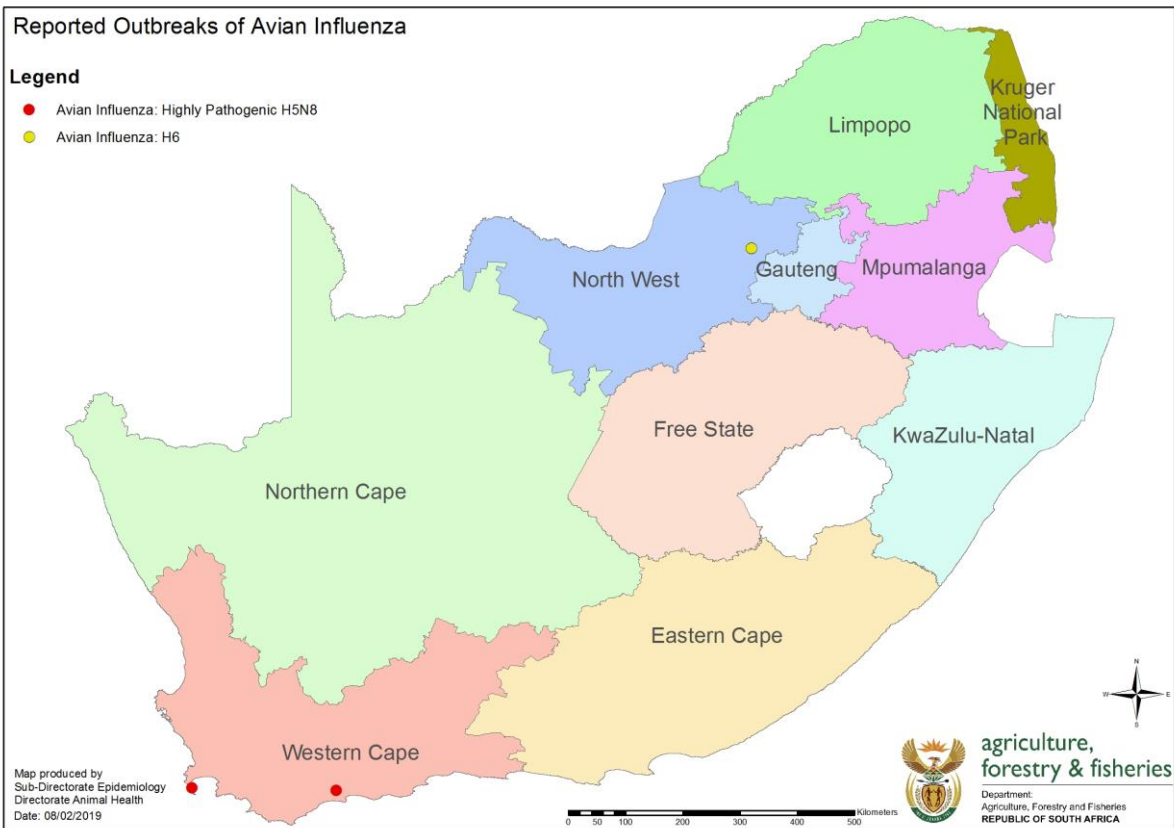 Reported Outbreaks of Avian Influenza
Legend
Avian Influenza: Highly Pathogenic H5N8
Avian Influenza: H6
Kruger
National
Park
Limpopo
North West
Gauteng
Mpumalanga
Free State
KwaZulu-Natal
Northern Cape
Eastern Cape
Western Cape
N
W E
S
Map produced by
Sub-Directorate Epidemiology
Directorate Animal Health
Date: 08/02/2019
Kilometers
0 50 100 200 300 400 500
agriculture,
forestry & fisheries
Department:
Agriculture, Forestry and Fisheries
REPUBLIC OF SOUTH AFRICA